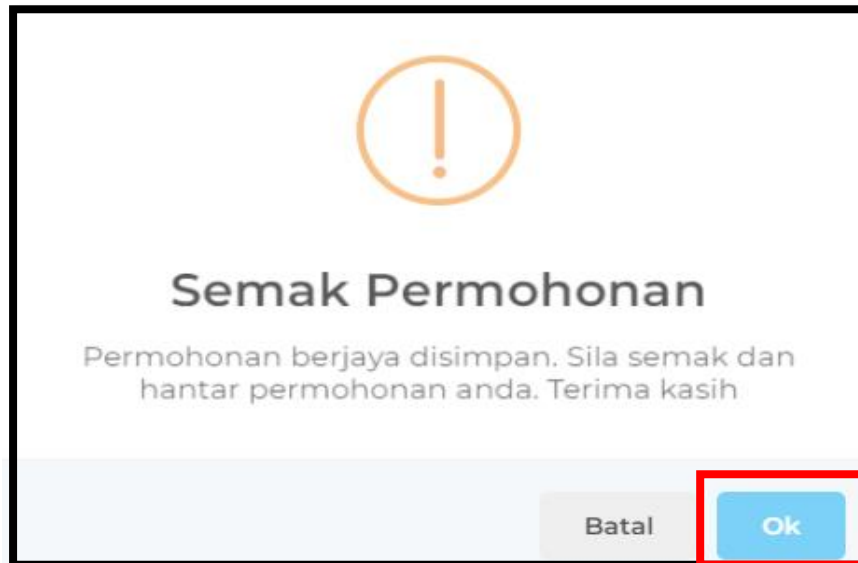 Semak Permohonan
Permohonan berjaya disimpan. Sila semak dan
hantar permohonan anda. Terima kasih
Batal
Ok